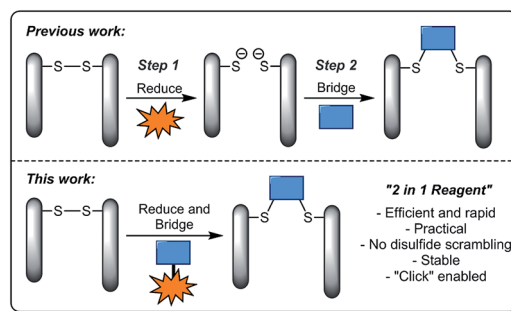 Previous work:
S—S
Step 1
Reduce
S⊖ ⊖S
Step 2
Bridge
S S
This work:
S—S
Reduce and
Bridge
S S
"2 in 1 Reagent"
- Efficient and rapid
- Practical
- No disulfide scrambling
- Stable
- "Click" enabled